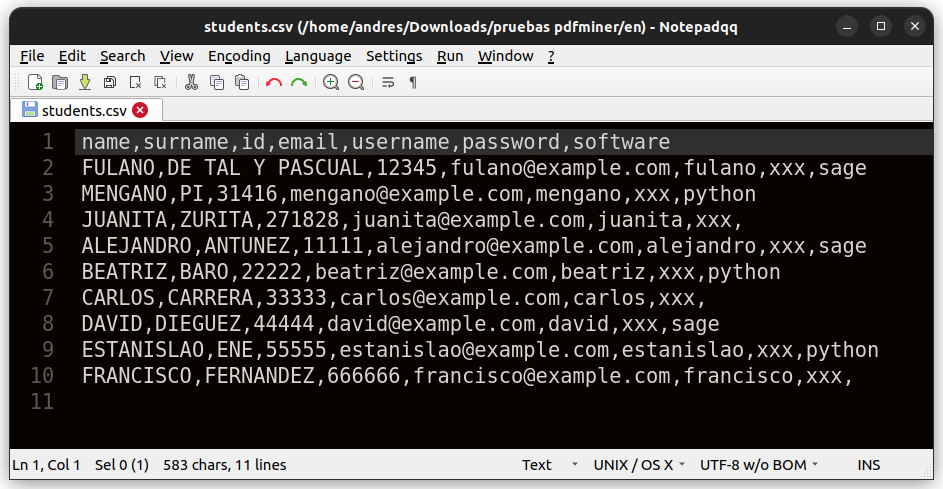 students.csv (/home/andres/Downloads/pruebas pdfminer/en) - Notepadqq
File Edit Search View Encoding Language Settings Run Window ?
students.csv
1 name,surname,id,email,username,password,software
2 FULANO,DE TAL Y PASCUAL,12345,fulano@example.com,fulano,xxx,sage
3 MENGANO,PI,31416,mengano@example.com,mengano,xxx,python
4 JUANITA,ZURITA,271828,juanita@example.com,juanita,xxx,
5 ALEJANDRO,ANTUNEZ,11111,alejandro@example.com,alejandro,xxx,sage
6 BEATRIZ,BARO,22222,beatriz@example.com,beatriz,xxx,python
7 CARLOS,CARRERA,33333,carlos@example.com,carlos,xxx,
8 DAVID,DIEGUEZ,44444,david@example.com,david,xxx,sage
9 ESTANISLAO,ENE,55555,estanislao@example.com,estanislao,xxx,python
10 FRANCISCO,FERNANDEZ,666666,francisco@example.com,francisco,xxx,
11
Ln 1, Col 1 Sel 0 (1) 583 chars, 11 lines Text UNIX / OS X UTF-8 w/o BOM INS